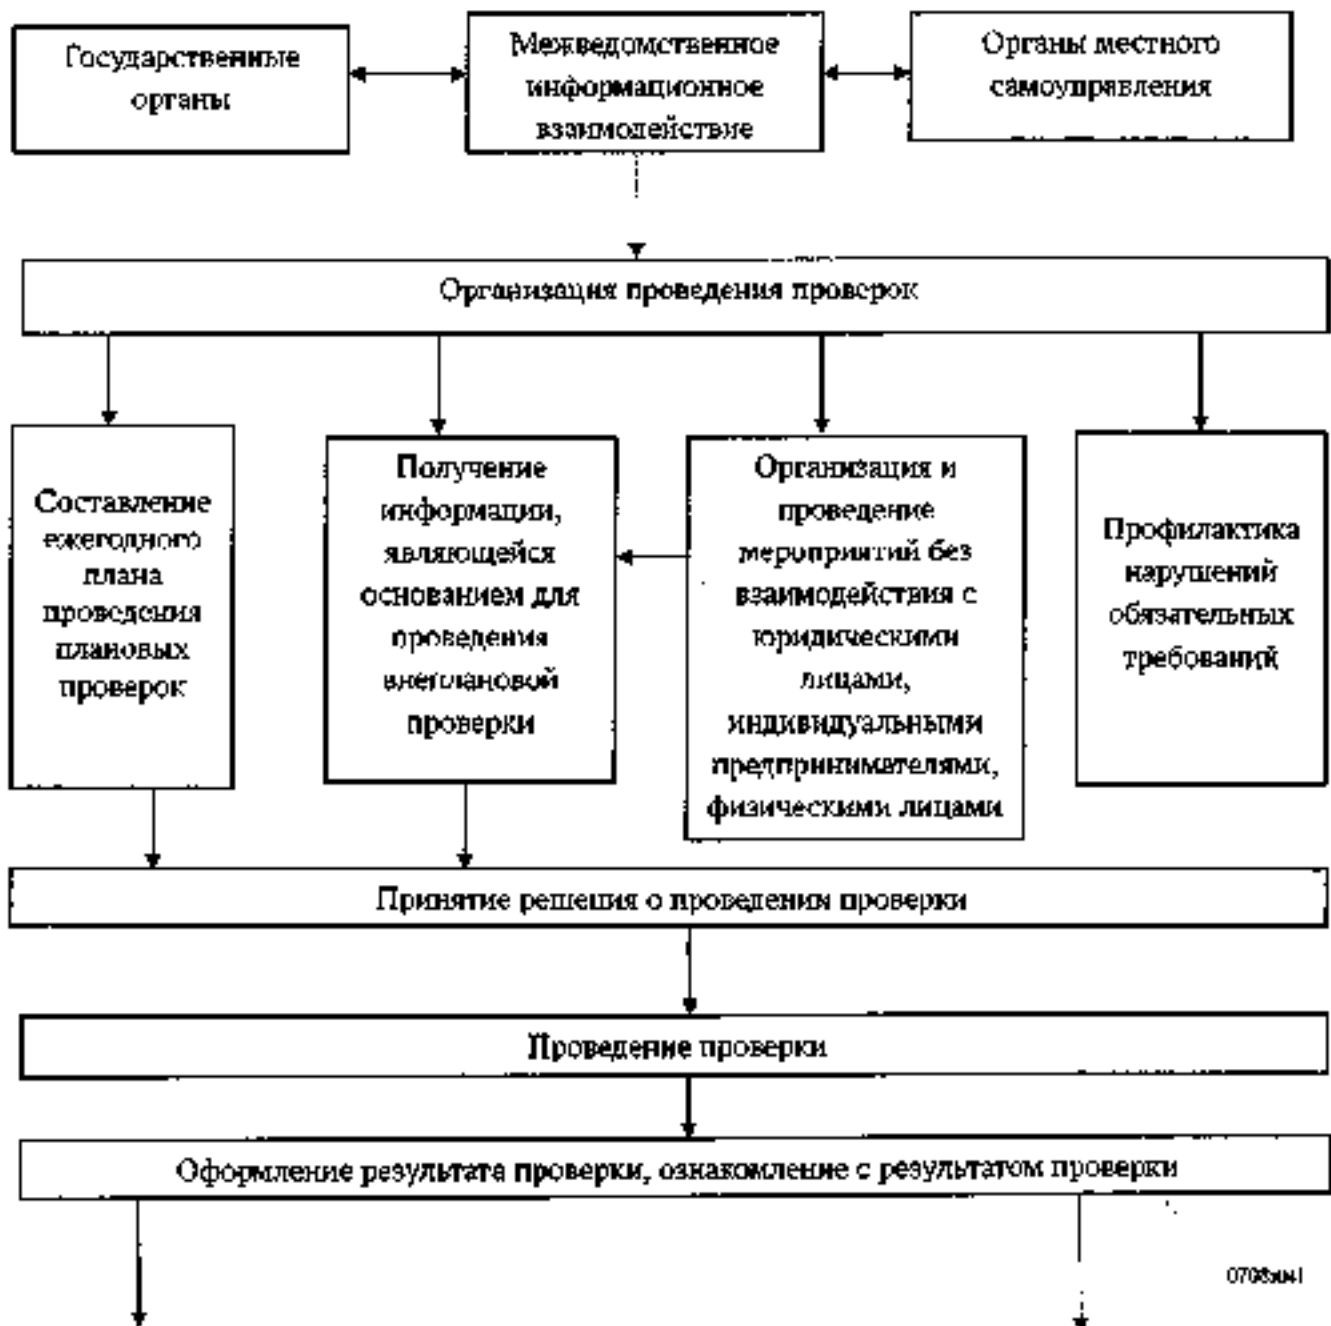 Государственные
органы
Межведомственное
информационное
взаимодействие
Органы местного
самоуправления
Организация проведения проверок
Составление
ежегодного
плана
проведения
плановых
проверок
Получение
информации,
являющейся
основанием для
проведения
внеплановой
проверки
Организация и
проведение
мероприятий без
взаимодействия с
юридическими
лицами,
индивидуальными
предпринимателями,
физическими лицами
Профилактика
нарушений
обязательных
требований
Принятие решения о проведении проверки
Проведение проверки
Оформление результата проверки, ознакомление с результатом проверки